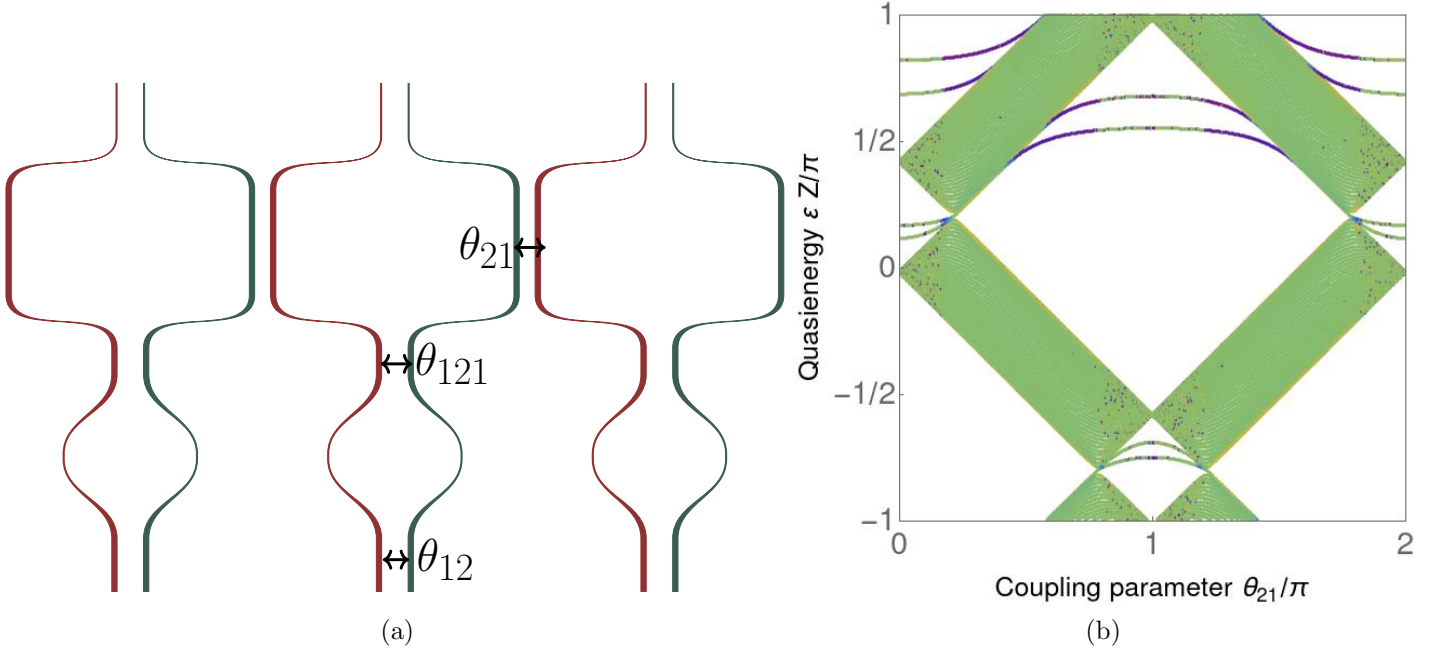 θ21
θ121
θ12
(a)
Quasienergy ε Z/π
1
1/2
0
−1/2
−1
0
1
2
Coupling parameter θ21/π
(b)